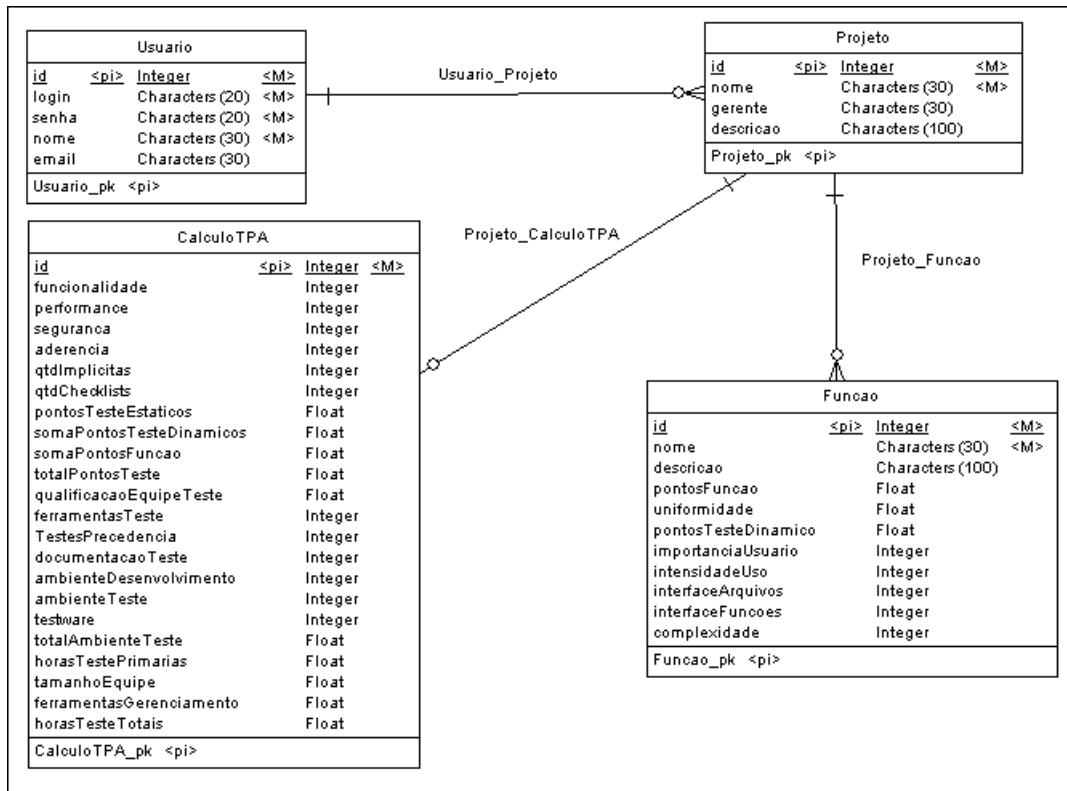 Usuario
id <pi> Integer <M>
login Characters (20) <M>
senha Characters (20) <M>
nome Characters (30) <M>
email Characters (30)
Usuario_pk <pi>
Usuario_Projeto
Projeto
id <pi> Integer <M>
nome Characters (30) <M>
gerente Characters (30)
descricao Characters (100)
Projeto_pk <pi>
CalculoTPA
id <pi> Integer <M>
funcionalidade Integer
performance Integer
seguranca Integer
aderencia Integer
qtdImplicitas Integer
qtdChecklists Integer
pontosTesteEstaticos Float
somaPontosTesteDinamicos Float
somaPontosFuncao Float
totalPontosTeste Float
qualificacaoEquipeTeste Float
ferramentasTeste Integer
TestesPrecedencia Integer
documentacaoTeste Integer
ambienteDesenvolvimento Integer
ambienteTeste Integer
testware Integer
totalAmbienteTeste Float
horasTestePrimarias Float
tamanhoEquipe Float
ferramentasGerenciamento Float
horasTesteTotais Float
CalculoTPA_pk <pi>
Projeto_CalculoTPA
Projeto_Funcao
Funcao
id <pi> Integer <M>
nome Characters (30) <M>
descricao Characters (100)
pontosFuncao Float
uniformidade Float
pontosTesteDinamico Float
importanciaUsuario Integer
intensidadeUso Integer
interfaceArquivos Integer
interfaceFuncoes Integer
complexidade Integer
Funcao_pk <pi>